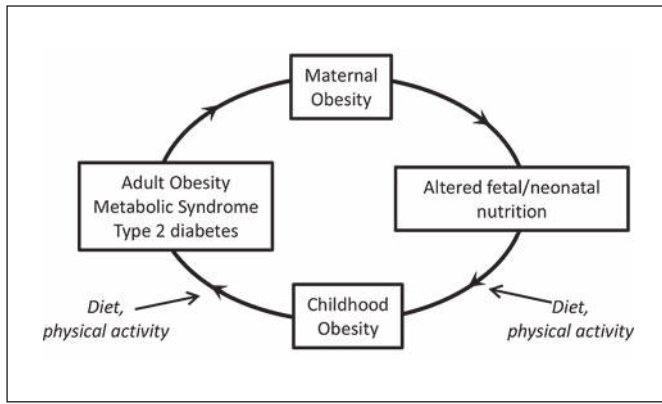 Maternal
Obesity
Adult Obesity
Metabolic Syndrome
Type 2 diabetes
Altered fetal/neonatal
nutrition
Diet,
physical activity
Childhood
Obesity
Diet,
physical activity